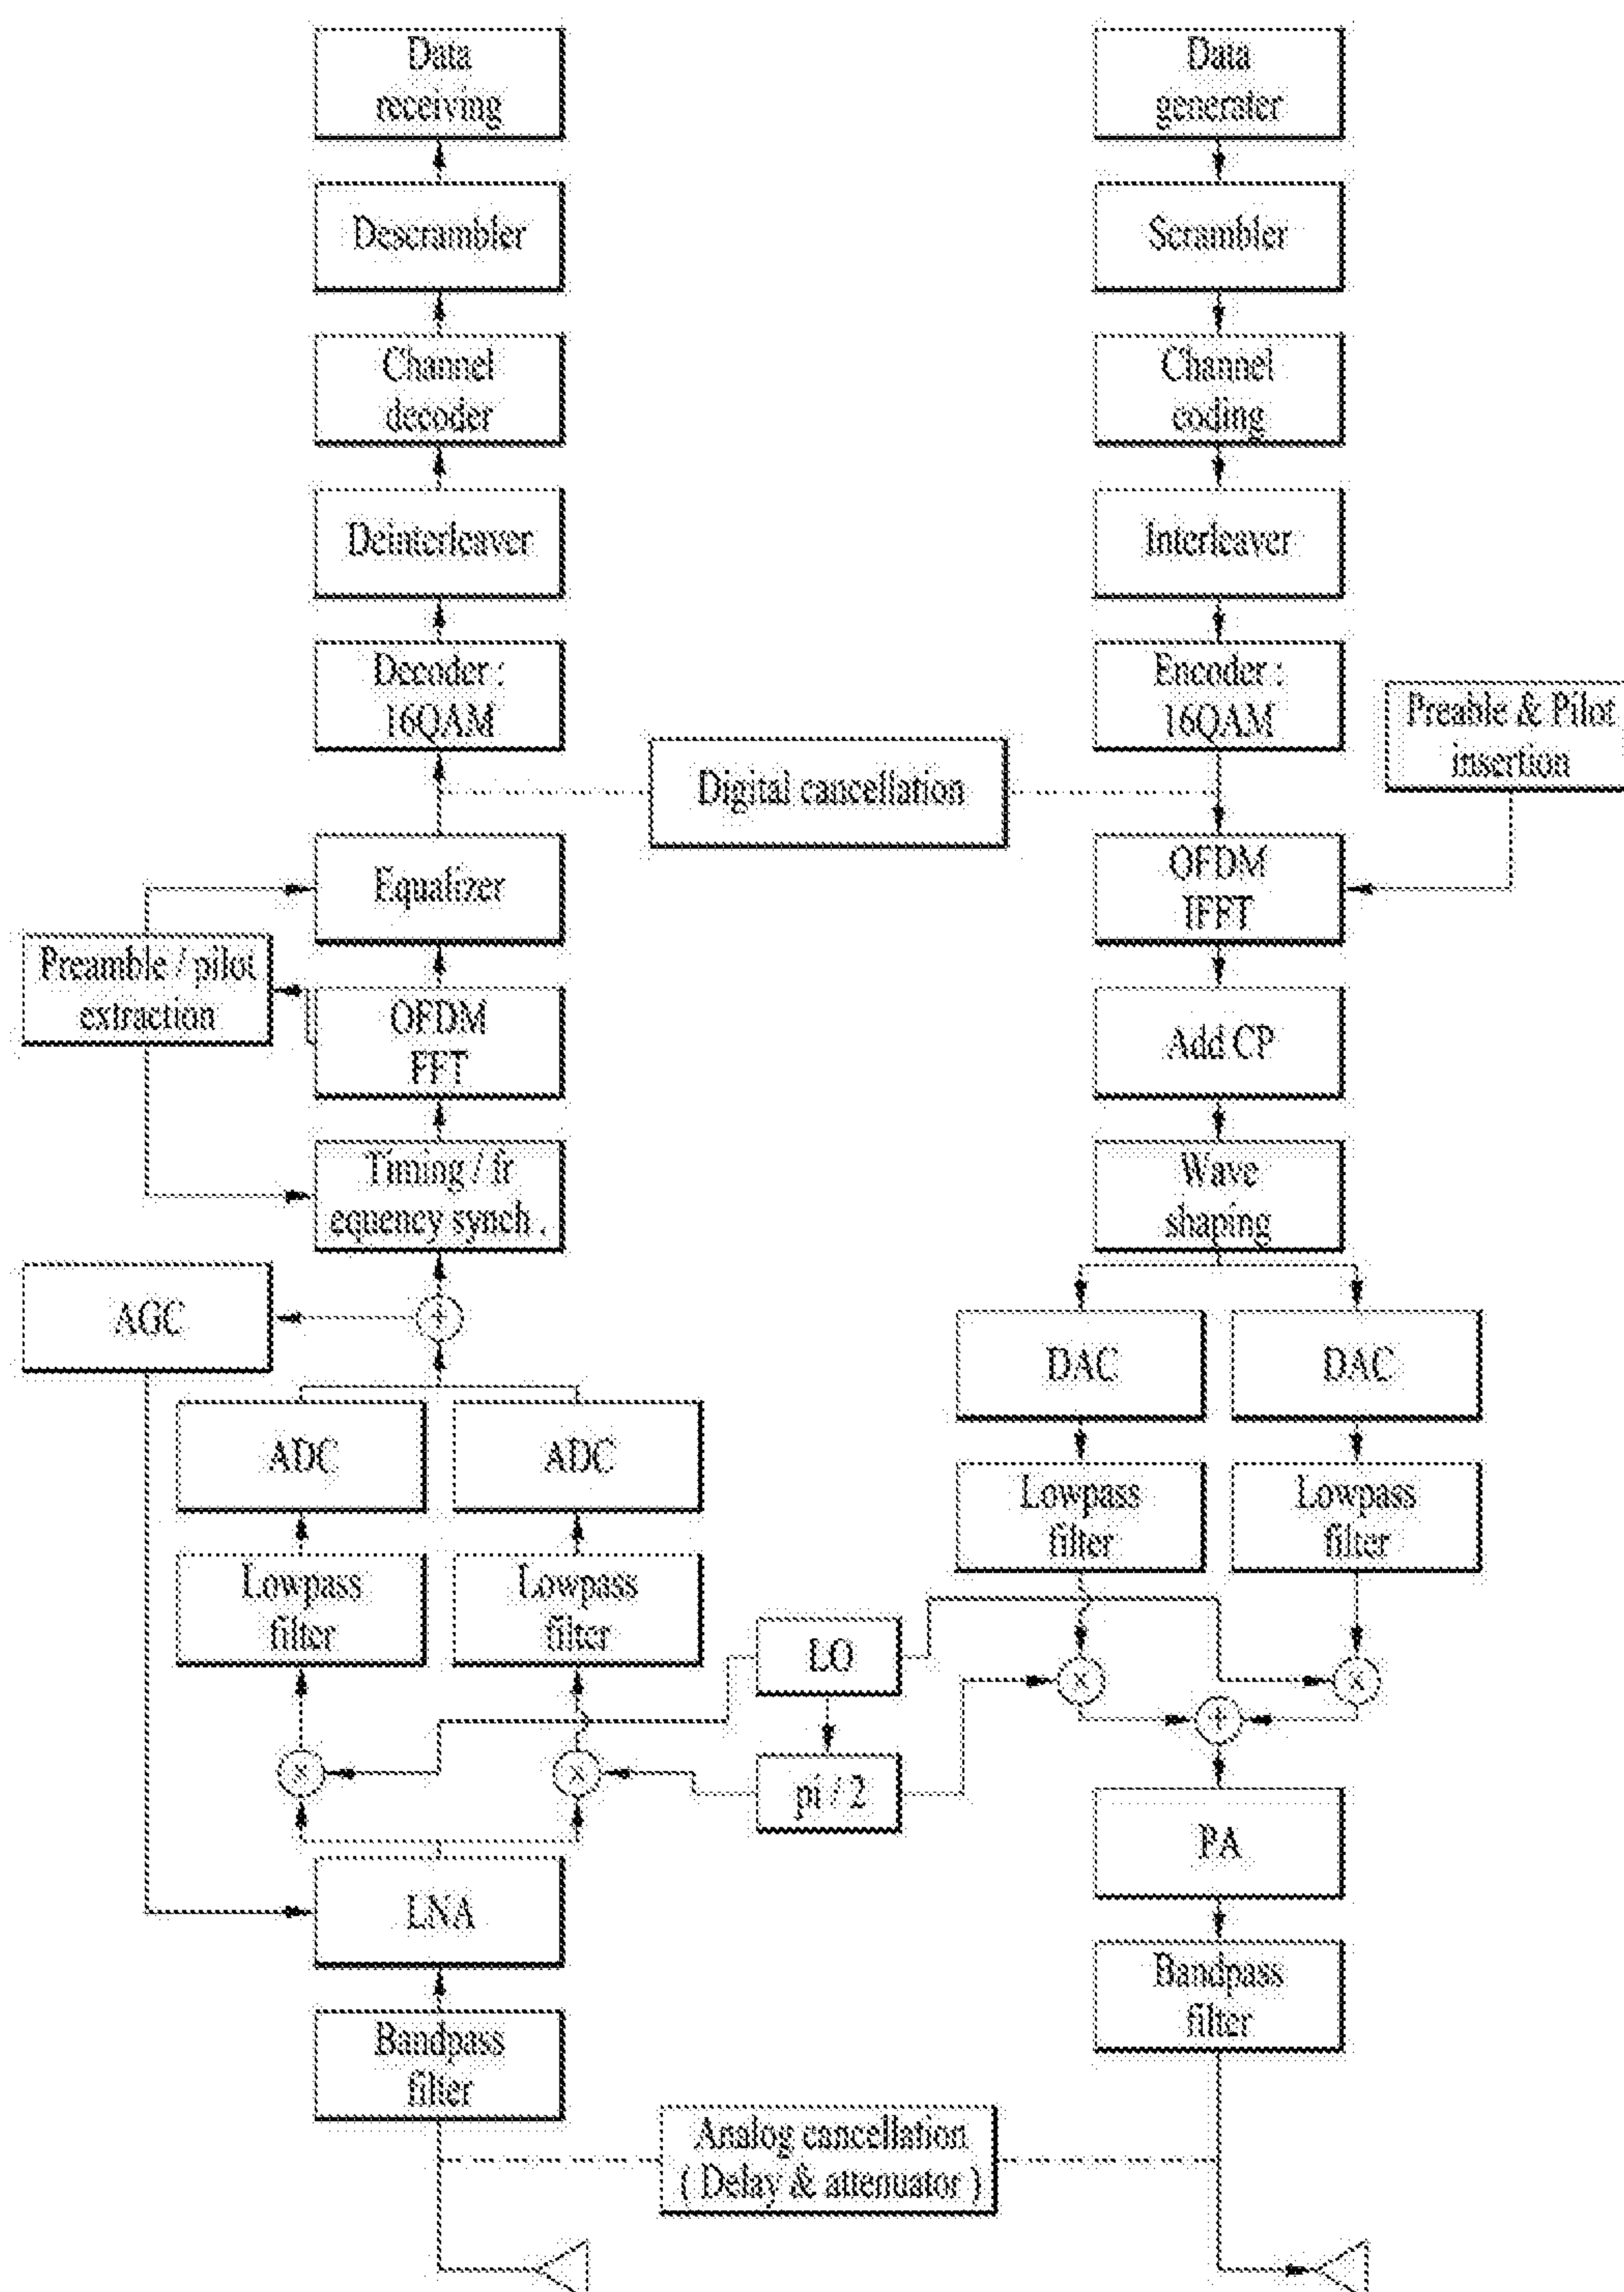 Data
receiving
Descrambler
Channel
decoder
Deinterleaver
Decoder :
16QAM
Equalizer
Preamble / pilot
extraction
OFDM
FFT
Timing / fr
equency synch .
AGC
+
ADC
ADC
Lowpass
filter
Lowpass
filter
×
×
LNA
Bandpass
filter
Digital cancellation
LO
pi / 2
Analog cancellation
( Delay & attenuator )
Data
generater
Scrambler
Channel
coding
Interleaver
Encoder :
16QAM
Preable & Pilot
insertion
OFDM
IFFT
Add CP
Wave
shaping
DAC
DAC
Lowpass
filter
Lowpass
filter
×
×
+
PA
Bandpass
filter